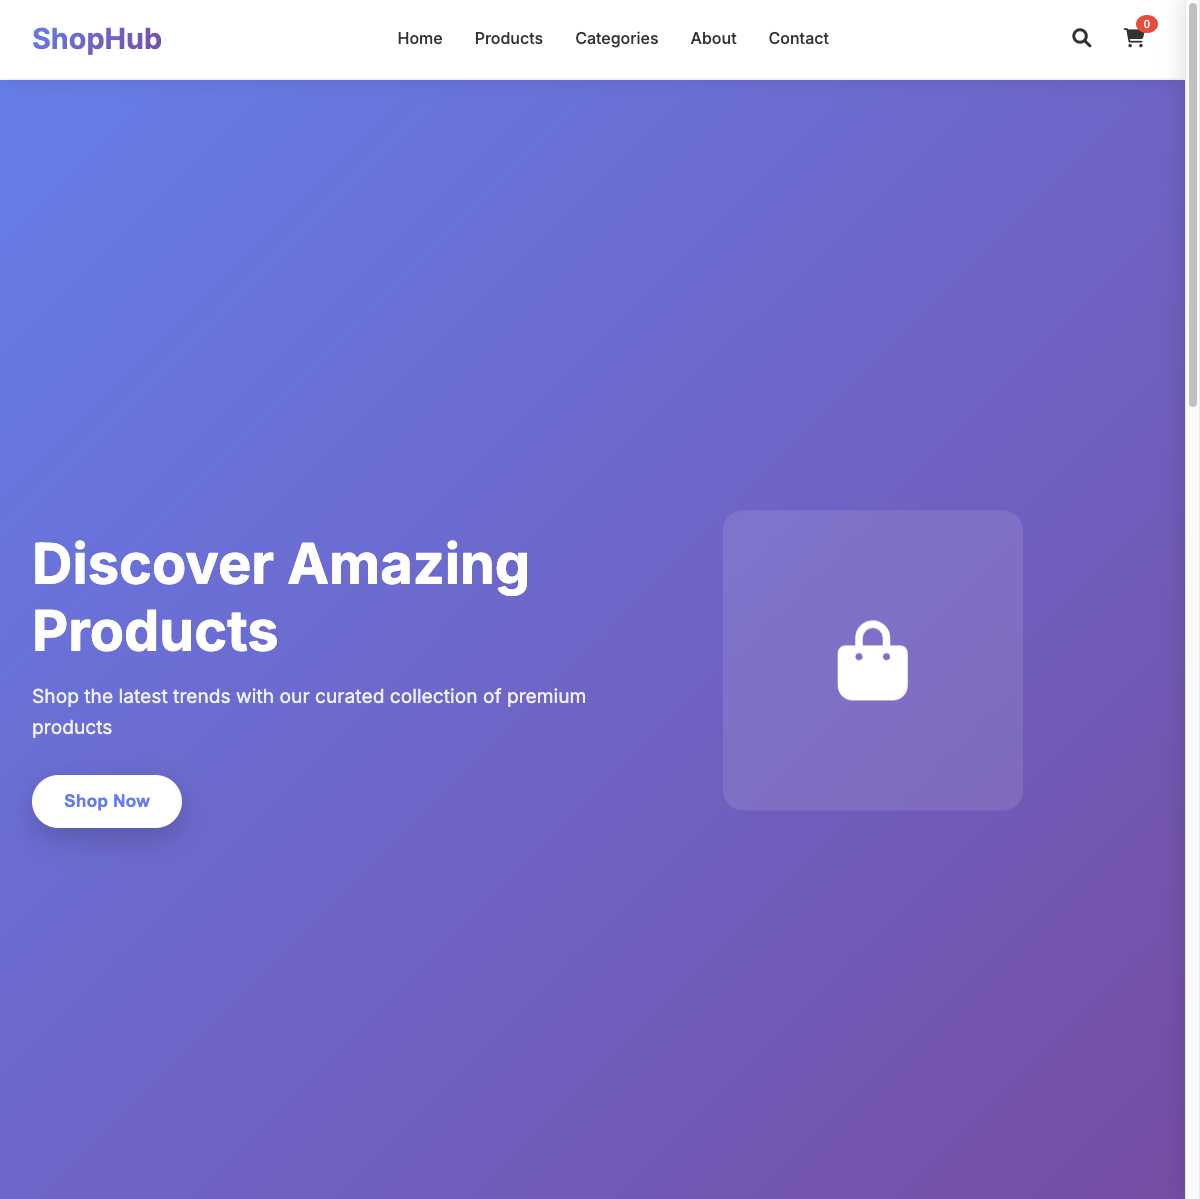 ShopHub
Home Products Categories About Contact
0
Discover Amazing
Products
Shop the latest trends with our curated collection of premium
products
Shop Now